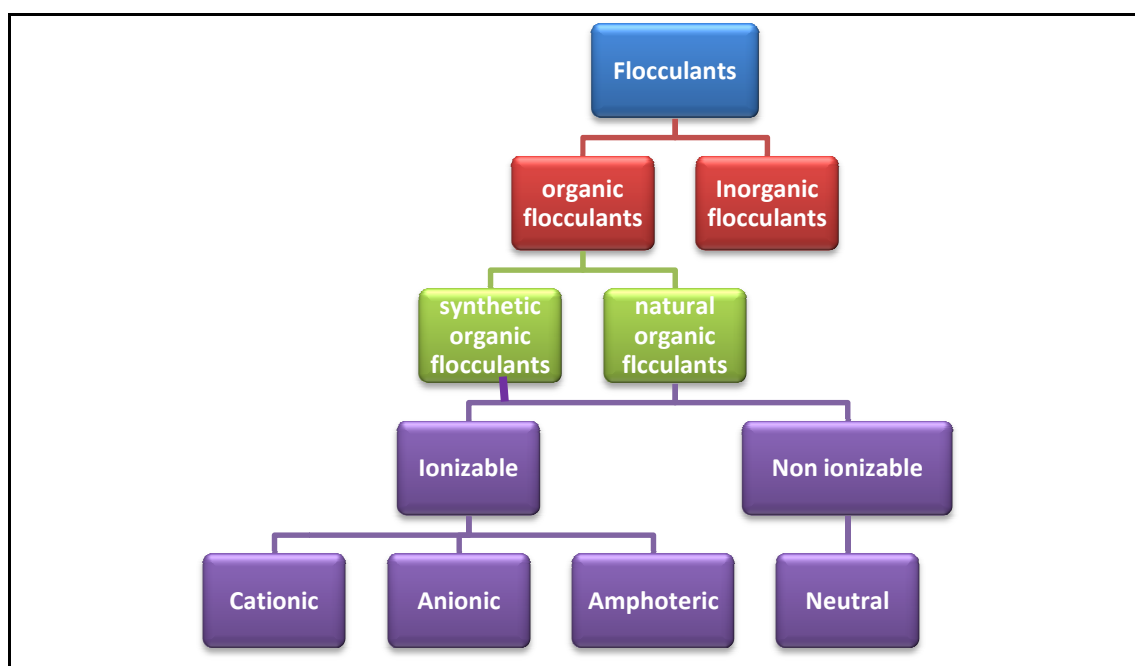 Flocculants
organic
flocculants
Inorganic
flocculants
synthetic
organic
flocculants
natural
organic
flcculants
Ionizable
Non ionizable
Cationic
Anionic
Amphoteric
Neutral